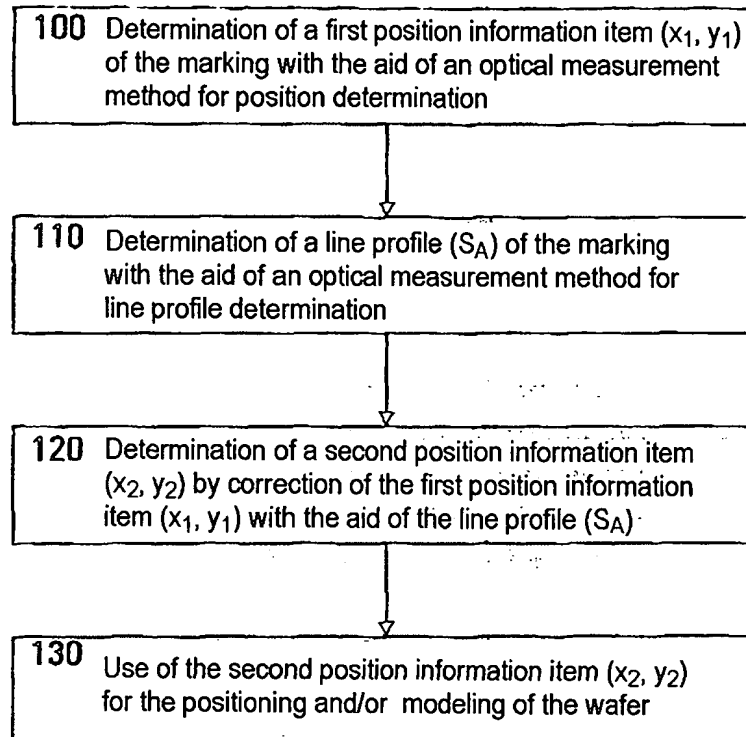 100 Determination of a first position information item (x₁, y₁)
of the marking with the aid of an optical measurement
method for position determination
110 Determination of a line profile (S_A) of the marking
with the aid of an optical measurement method for
line profile determination
120 Determination of a second position information item
(x₂, y₂) by correction of the first position information
item (x₁, y₁) with the aid of the line profile (S_A)
130 Use of the second position information item (x₂, y₂)
for the positioning and/or modeling of the wafer